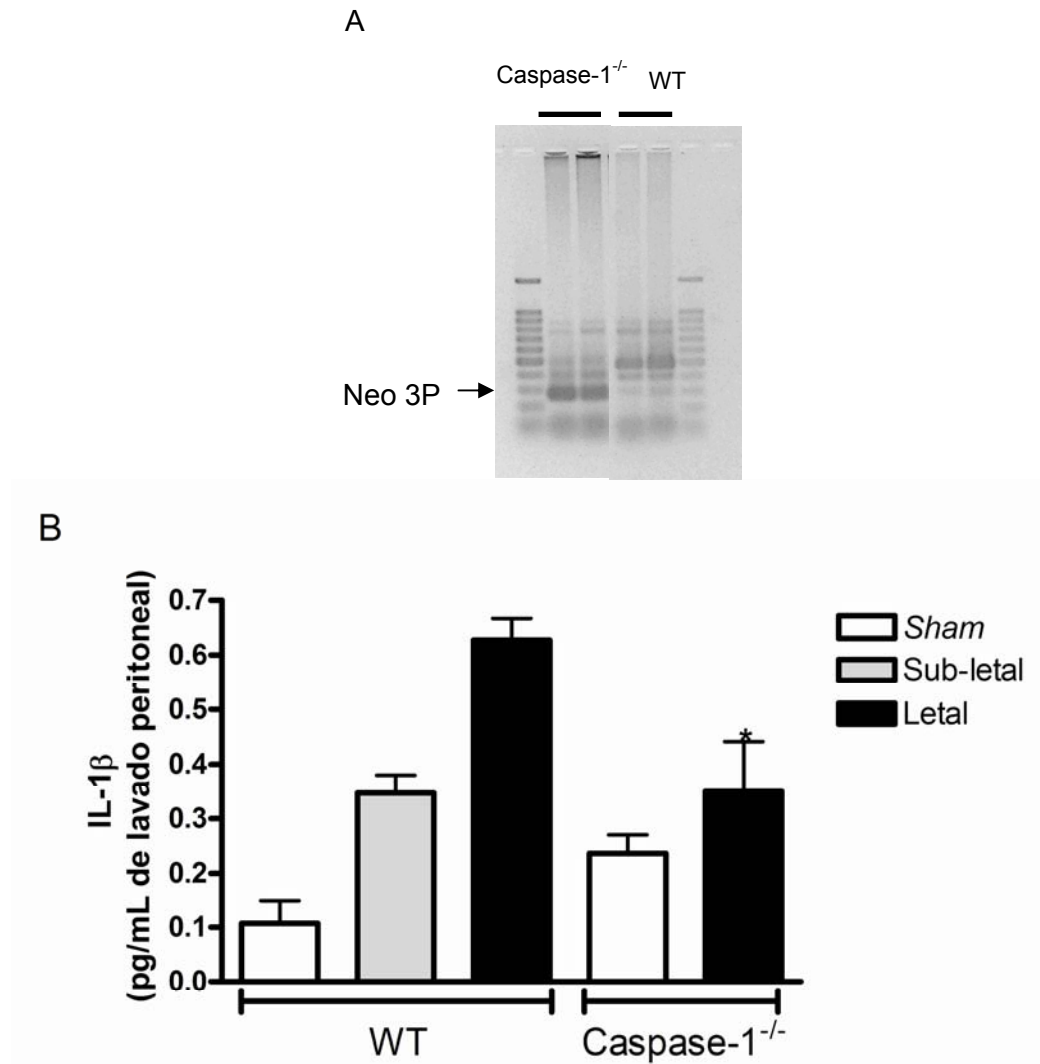 A
Caspase-1-/- WT
Neo 3P
B
IL-1β
(pg/mL de lavado peritoneal)
0.7
0.6
0.5
0.4
0.3
0.2
0.1
0.0
*
Sham
Sub-letal
Letal
WT Caspase-1-/-